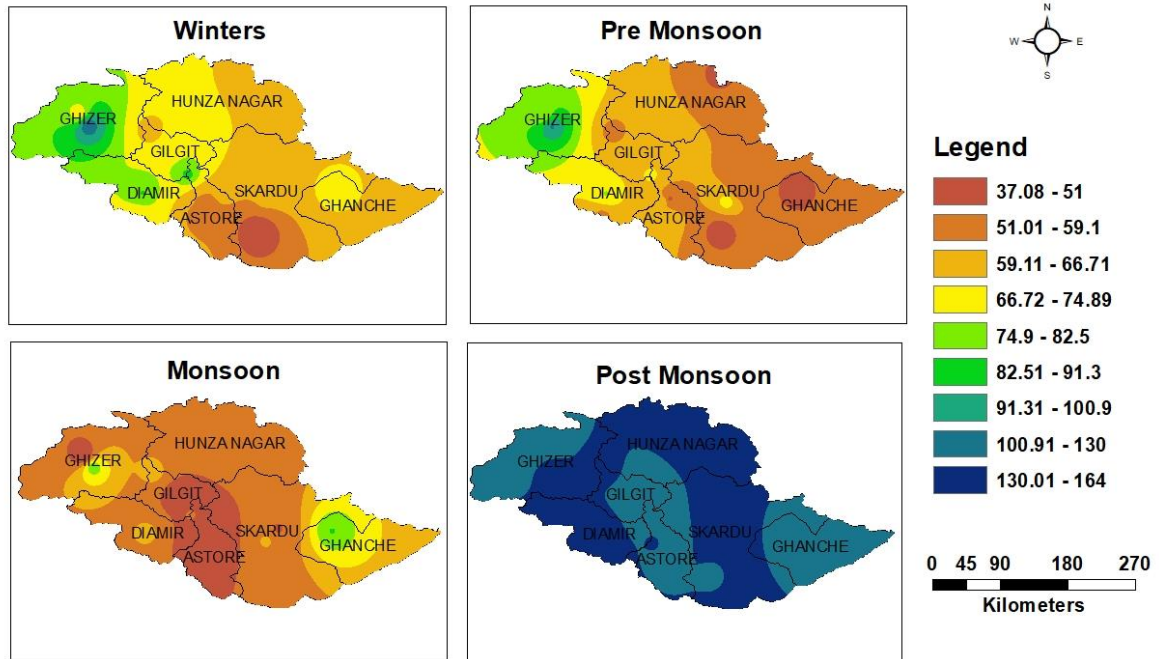 Winters
HUNZA NAGAR
GHIZER
GILGIT
DIAMIR
SKARDU
GHANCHE
ASTORE
Pre Monsoon
HUNZA NAGAR
GHIZER
GILGIT
DIAMIR
SKARDU
GHANCHE
ASTORE
Monsoon
HUNZA NAGAR
GHIZER
GILGIT
DIAMIR
SKARDU
GHANCHE
ASTORE
Post Monsoon
HUNZA NAGAR
GHIZER
GILGIT
DIAMIR
SKARDU
GHANCHE
ASTORE
N
W E
S
Legend
37.08 - 51
51.01 - 59.1
59.11 - 66.71
66.72 - 74.89
74.9 - 82.5
82.51 - 91.3
91.31 - 100.9
100.91 - 130
130.01 - 164
0 45 90 180 270
Kilometers